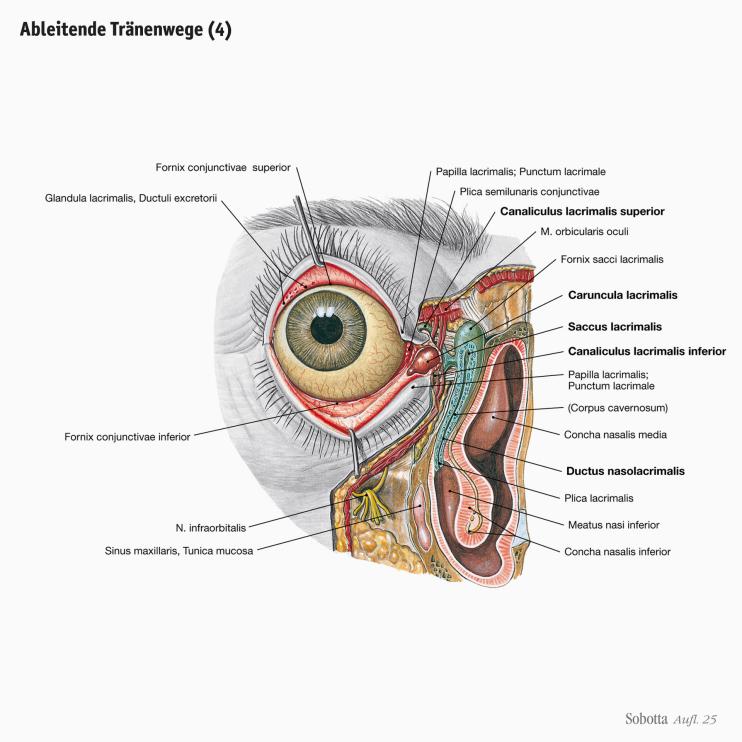 Ableitende Tränenwege (4)
Fornix conjunctivae superior
Glandula lacrimalis, Ductuli excretorii
Papilla lacrimalis; Punctum lacrimale
Plica semilunaris conjunctivae
Canaliculus lacrimalis superior
M. orbicularis oculi
Fornix sacci lacrimalis
Caruncula lacrimalis
Saccus lacrimalis
Canaliculus lacrimalis inferior
Papilla lacrimalis;
Punctum lacrimale
(Corpus cavernosum)
Concha nasalis media
Fornix conjunctivae inferior
Ductus nasolacrimalis
Plica lacrimalis
Meatus nasi inferior
Concha nasalis inferior
N. infraorbitalis
Sinus maxillaris, Tunica mucosa
Sobotta Aufl. 25